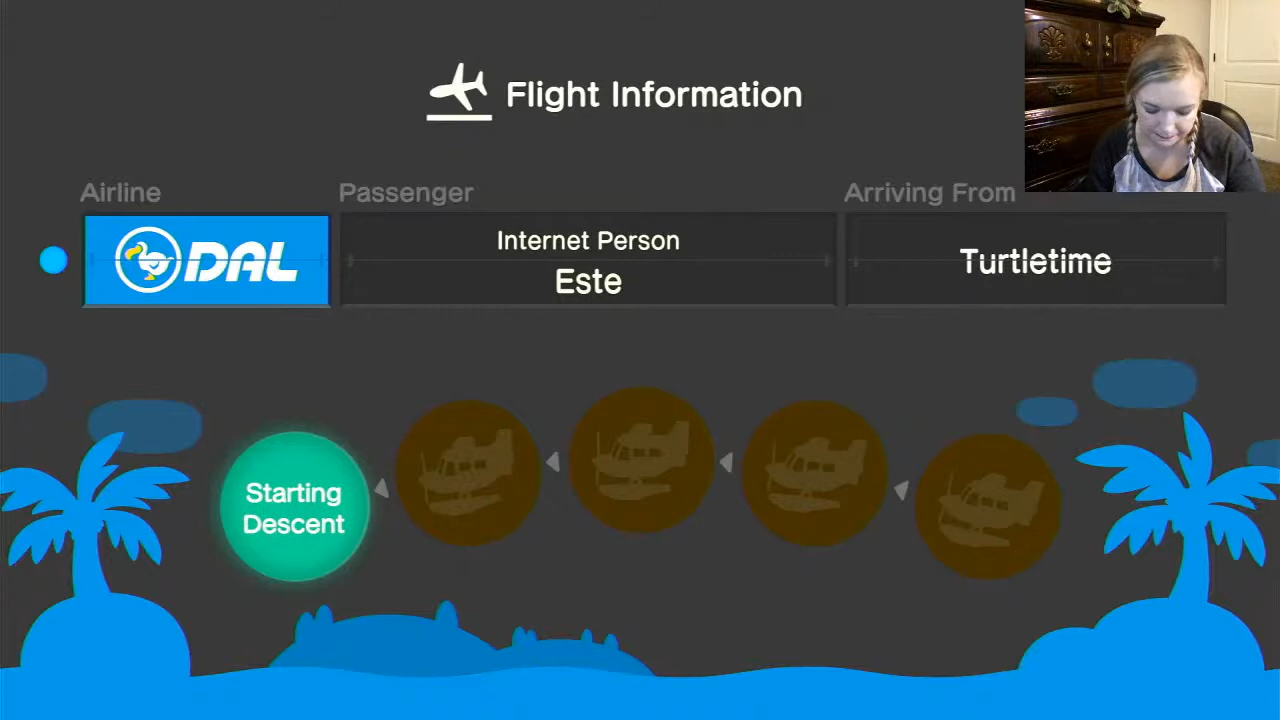 Flight Information
Airline
Passenger
Arriving From
DAL
Internet Person
Este
Turtletime
Starting
Descent